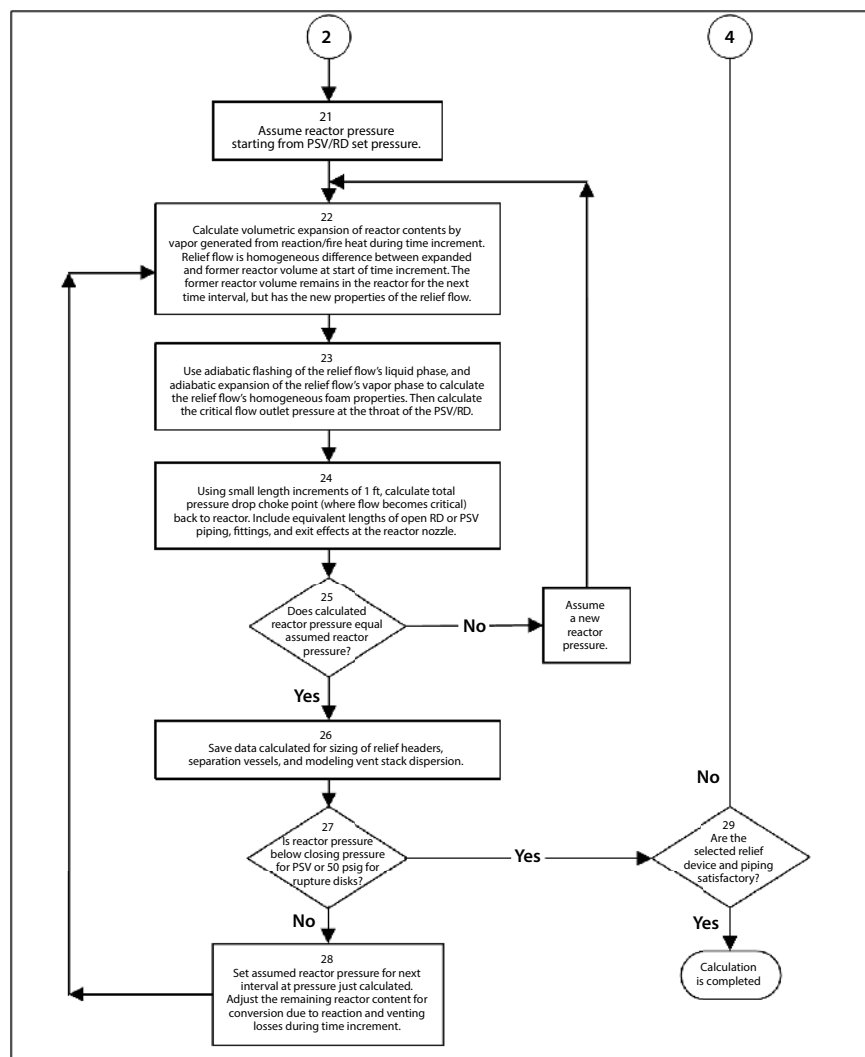 2
4
21
Assume reactor pressure
starting from PSV/RD set pressure.
22
Calculate volumetric expansion of reactor contents by
vapor generated from reaction/fire heat during time increment.
Relief flow is homogeneous difference between expanded
and former reactor volume at start of time increment. The
former reactor volume remains in the reactor for the next
time interval, but has the new properties of the relief flow.
23
Use adiabatic flashing of the relief flow's liquid phase, and
adiabatic expansion of the relief flow's vapor phase to calculate
the relief flow's homogeneous foam properties. Then calculate
the critical flow outlet pressure at the throat of the PSV/RD.
24
Using small length increments of 1 ft, calculate total
pressure drop choke point (where flow becomes critical)
back to reactor. Include equivalent lengths of open RD or PSV
piping, fittings, and exit effects at the reactor nozzle.
25
Does calculated
reactor pressure equal
assumed reactor
pressure?
No
Assume
a new
reactor
pressure.
Yes
26
Save data calculated for sizing of relief headers,
separation vessels, and modeling vent stack dispersion.
27
Is reactor pressure
below closing pressure
for PSV or 50 psig for
rupture disks?
Yes
No
29
Are the
selected relief
device and piping
satisfactory?
No
Yes
Calculation
is completed
28
Set assumed reactor pressure for next
interval at pressure just calculated.
Adjust the remaining reactor content for
conversion due to reaction and venting
losses during time increment.